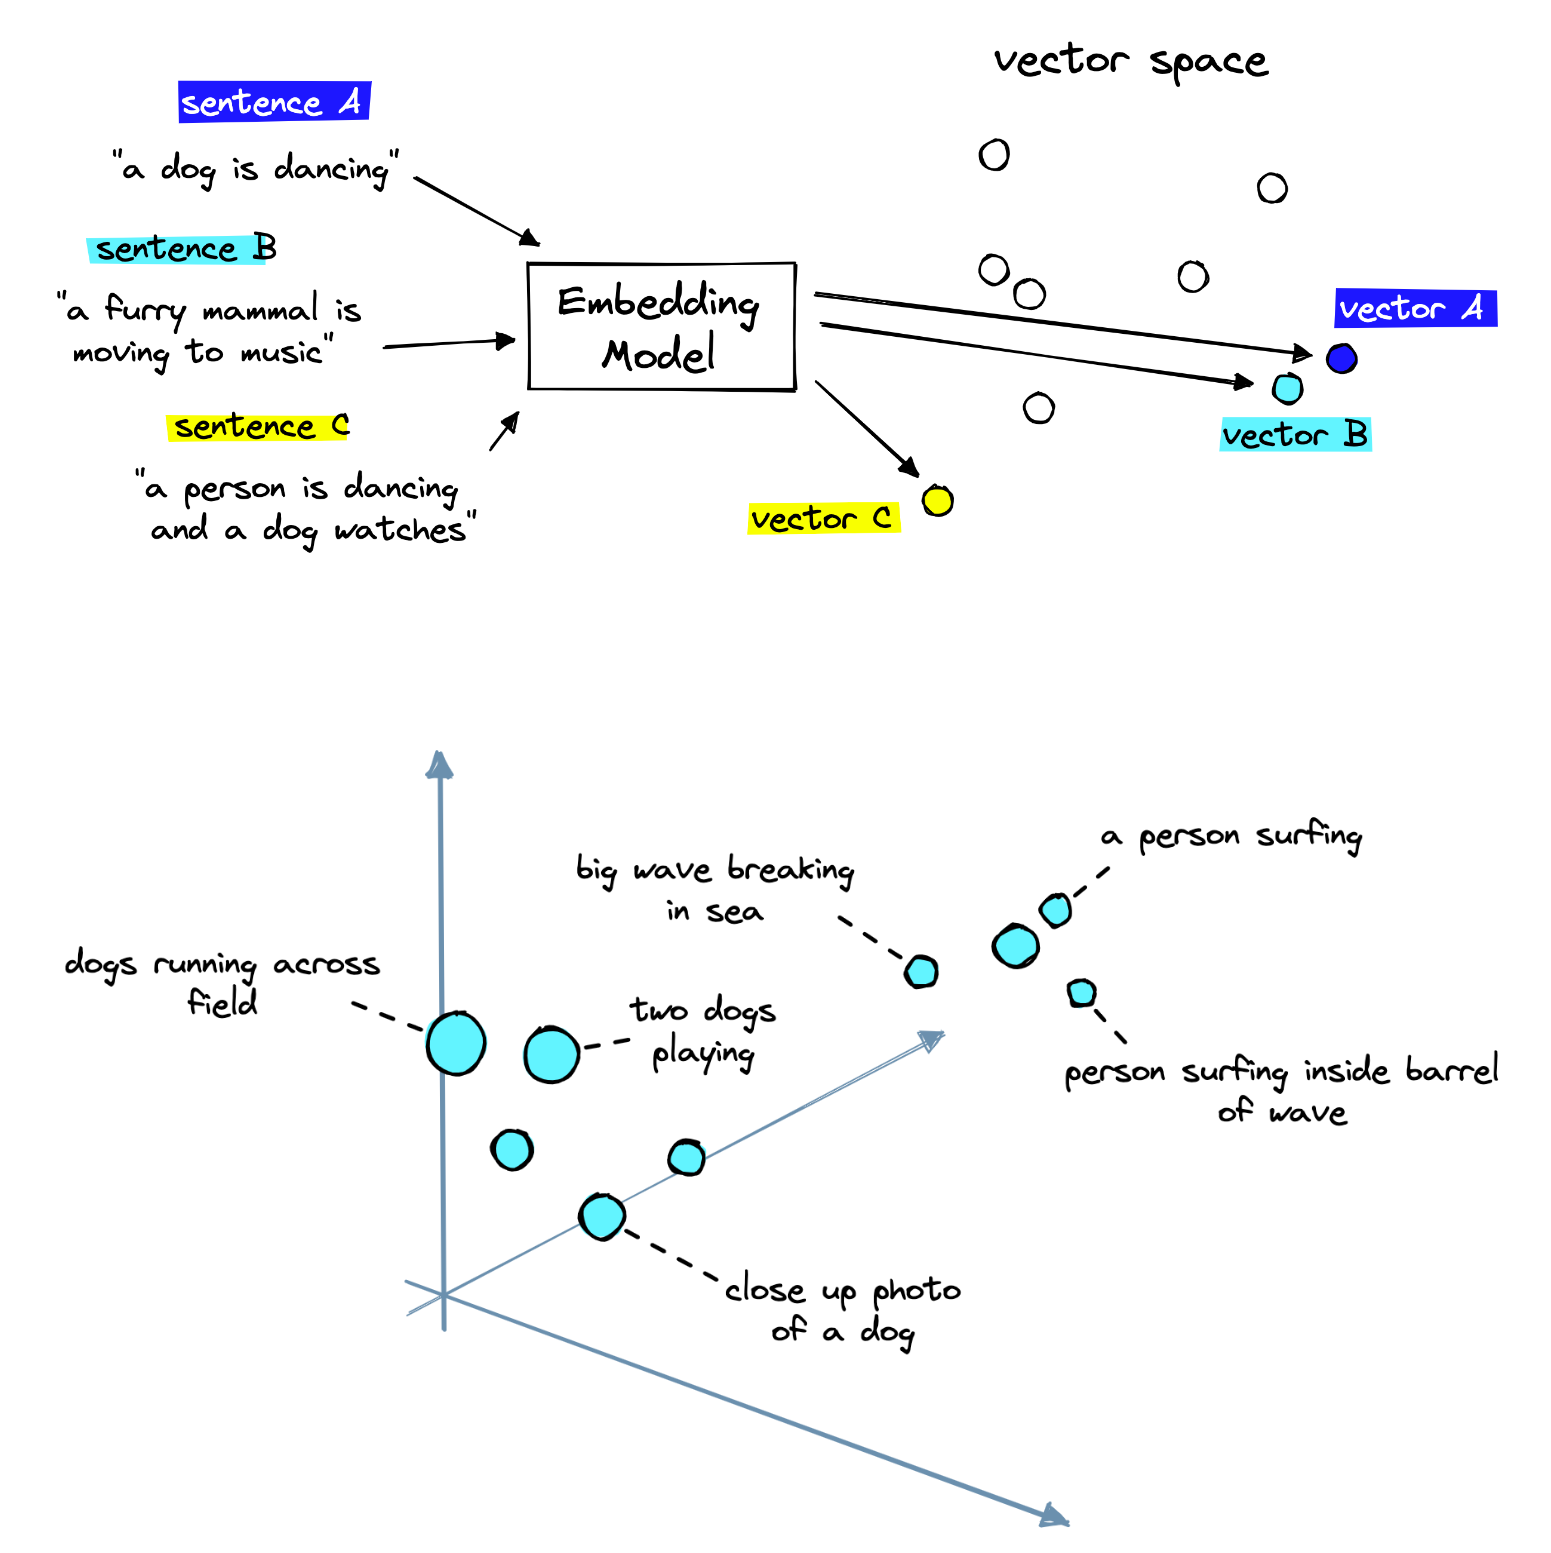 vector space
sentence A
"a dog is dancing"
sentence B
"a furry mammal is
moving to music"
sentence C
"a person is dancing
and a dog watches"
Embedding
Model
vector A
vector B
vector C
a person surfing
big wave breaking
in sea
dogs running across
field
two dogs
playing
person surfing inside barrel
of wave
close up photo
of a dog